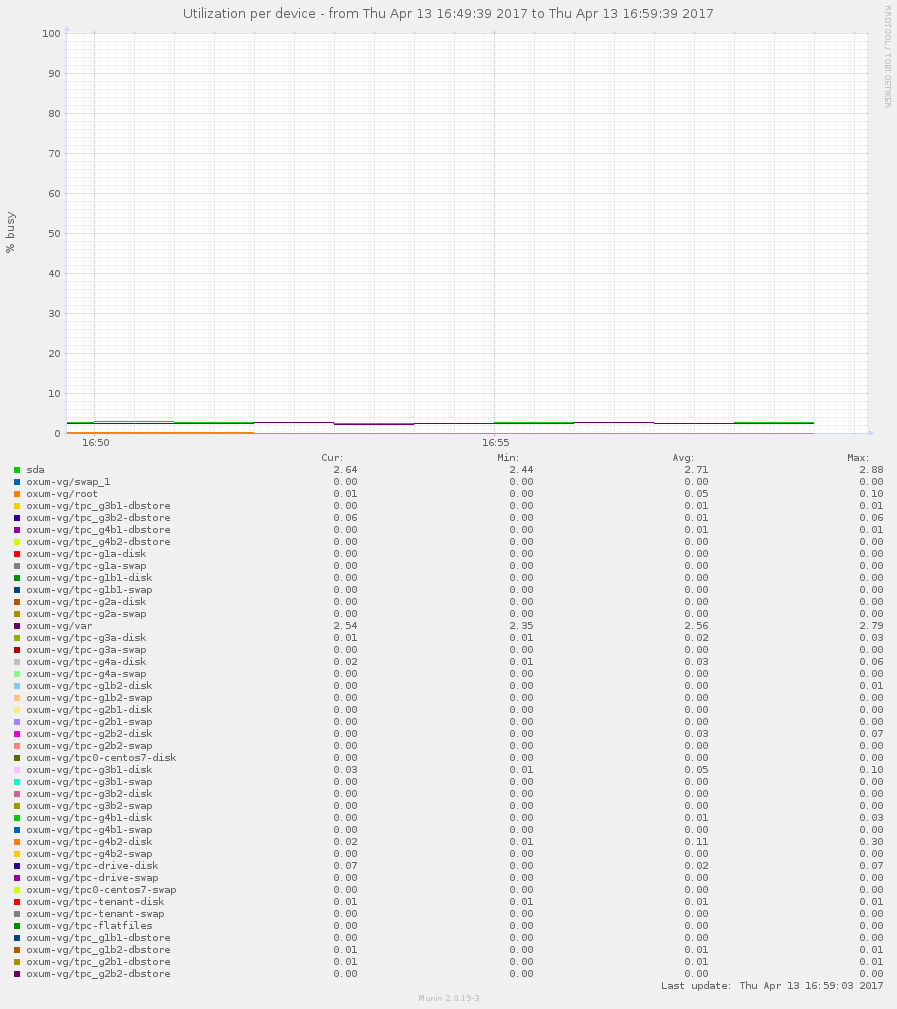 Utilization per device - from Thu Apr 13 16:49:39 2017 to Thu Apr 13 16:59:39 2017
RRDTOOL / TOBI OETIKER
% busy
100
90
80
70
60
50
40
30
20
10
0
16:50 16:55
Cur: Min: Avg: Max:
sda 2.64 2.44 2.71 2.88
oxum-vg/swap_1 0.00 0.00 0.00 0.00
oxum-vg/root 0.01 0.00 0.05 0.10
oxum-vg/tpc_g3b1-dbstore 0.00 0.00 0.01 0.01
oxum-vg/tpc_g3b2-dbstore 0.06 0.00 0.01 0.06
oxum-vg/tpc_g4b1-dbstore 0.00 0.00 0.01 0.01
oxum-vg/tpc_g4b2-dbstore 0.00 0.00 0.00 0.00
oxum-vg/tpc-g1a-disk 0.00 0.00 0.00 0.00
oxum-vg/tpc-g1a-swap 0.00 0.00 0.00 0.00
oxum-vg/tpc-g1b1-disk 0.00 0.00 0.00 0.00
oxum-vg/tpc-g1b1-swap 0.00 0.00 0.00 0.00
oxum-vg/tpc-g2a-disk 0.00 0.00 0.00 0.00
oxum-vg/tpc-g2a-swap 0.00 0.00 0.00 0.00
oxum-vg/var 2.54 2.35 2.56 2.79
oxum-vg/tpc-g3a-disk 0.01 0.01 0.02 0.03
oxum-vg/tpc-g3a-swap 0.00 0.00 0.00 0.00
oxum-vg/tpc-g4a-disk 0.02 0.01 0.03 0.06
oxum-vg/tpc-g4a-swap 0.00 0.00 0.00 0.00
oxum-vg/tpc-g1b2-disk 0.00 0.00 0.00 0.01
oxum-vg/tpc-g1b2-swap 0.00 0.00 0.00 0.00
oxum-vg/tpc-g2b1-disk 0.00 0.00 0.00 0.00
oxum-vg/tpc-g2b1-swap 0.00 0.00 0.00 0.00
oxum-vg/tpc-g2b2-disk 0.00 0.00 0.03 0.07
oxum-vg/tpc-g2b2-swap 0.00 0.00 0.00 0.00
oxum-vg/tpc0-centos7-disk 0.00 0.00 0.00 0.00
oxum-vg/tpc-g3b1-disk 0.03 0.01 0.05 0.10
oxum-vg/tpc-g3b1-swap 0.00 0.00 0.00 0.00
oxum-vg/tpc-g3b2-disk 0.00 0.00 0.00 0.00
oxum-vg/tpc-g3b2-swap 0.00 0.00 0.00 0.00
oxum-vg/tpc-g4b1-disk 0.00 0.00 0.01 0.03
oxum-vg/tpc-g4b1-swap 0.00 0.00 0.00 0.00
oxum-vg/tpc-g4b2-disk 0.02 0.01 0.11 0.30
oxum-vg/tpc-g4b2-swap 0.00 0.00 0.00 0.00
oxum-vg/tpc-drive-disk 0.07 0.00 0.02 0.07
oxum-vg/tpc-drive-swap 0.00 0.00 0.00 0.00
oxum-vg/tpc0-centos7-swap 0.00 0.00 0.00 0.00
oxum-vg/tpc-tenant-disk 0.01 0.01 0.01 0.01
oxum-vg/tpc-tenant-swap 0.00 0.00 0.00 0.00
oxum-vg/tpc-flatfiles 0.00 0.00 0.00 0.00
oxum-vg/tpc_g1b1-dbstore 0.00 0.00 0.00 0.00
oxum-vg/tpc_g1b2-dbstore 0.01 0.00 0.01 0.01
oxum-vg/tpc_g2b1-dbstore 0.01 0.00 0.01 0.01
oxum-vg/tpc_g2b2-dbstore 0.00 0.00 0.00 0.00
Last update: Thu Apr 13 16:59:03 2017
Munin 2.0.19-3